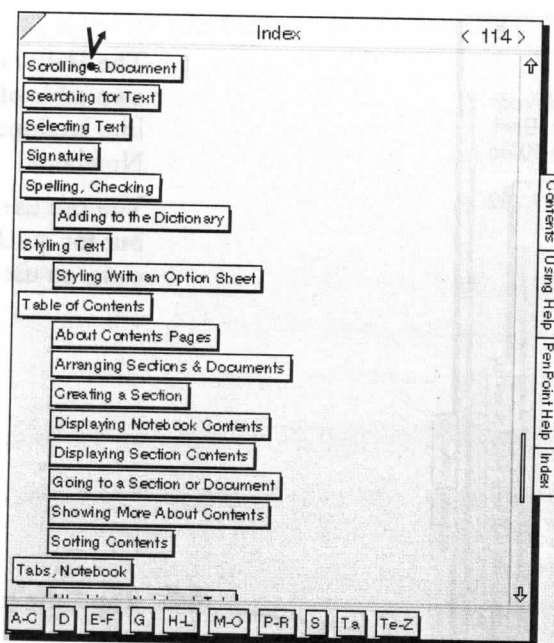 Index
< 114 >
Scrolling a Document
Searching for Text
Selecting Text
Signature
Spelling, Checking
Adding to the Dictionary
Styling Text
Styling With an Option Sheet
Table of Contents
About Contents Pages
Arranging Sections & Documents
Creating a Section
Displaying Notebook Contents
Displaying Section Contents
Going to a Section or Document
Showing More About Contents
Sorting Contents
Tabs, Notebook
A-C D E-F G H-L M-O P-R S Ta Te-Z
Contents
Using Help
PenPoint Help
Index